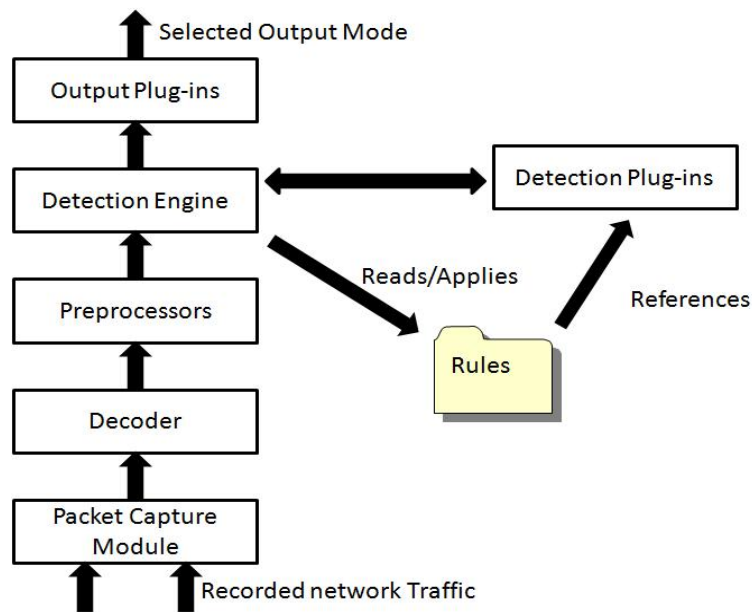 Selected Output Mode
Output Plug-ins
Detection Engine
Detection Plug-ins
Reads/Applies
References
Preprocessors
Rules
Decoder
Packet Capture
Module
Recorded network Traffic